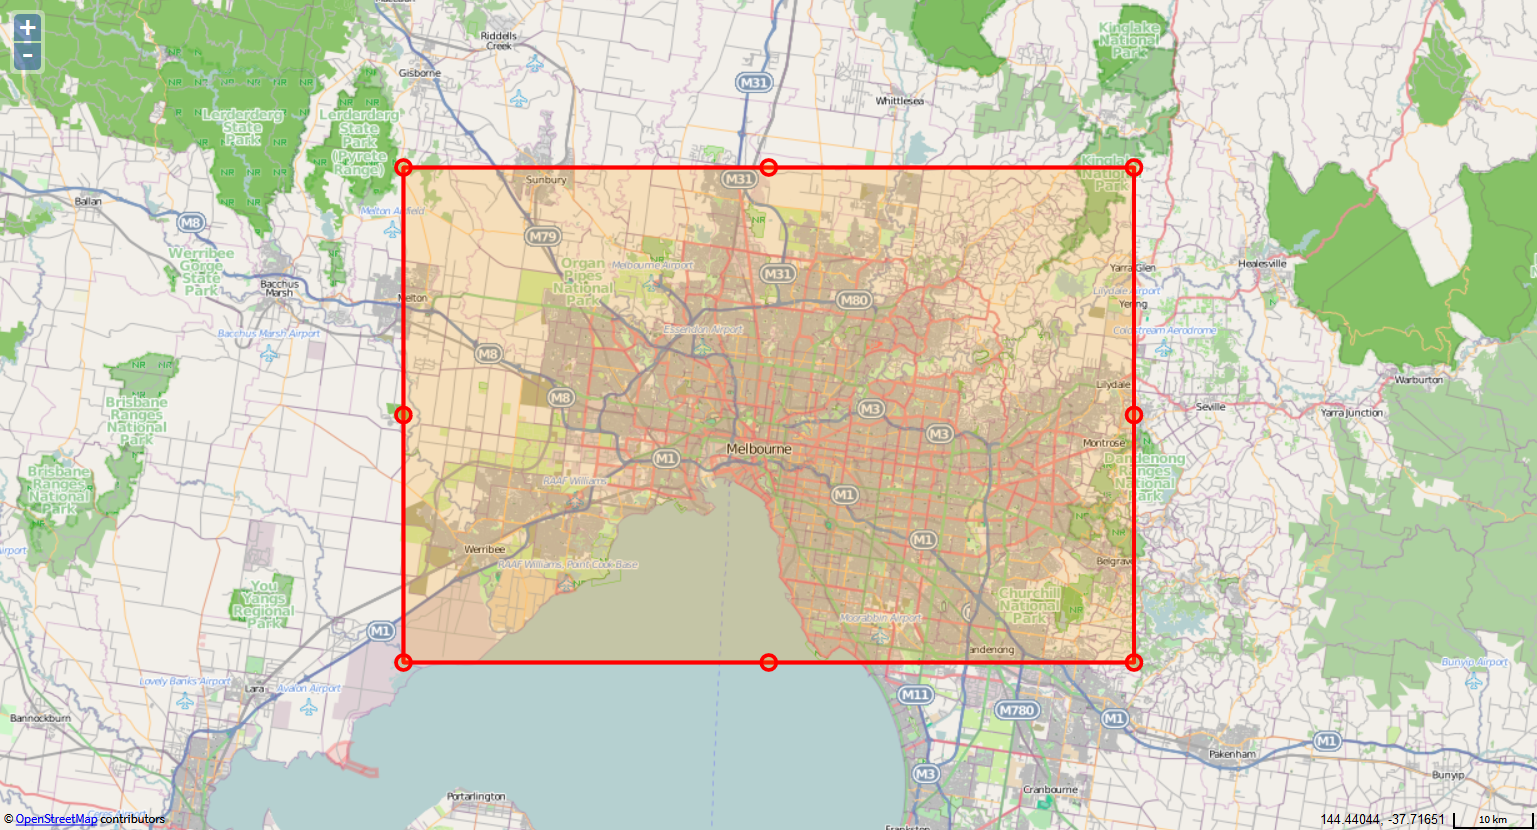 +
-
Riddells
Creek
Gisborne
M31
Whittlesea
Kinglake
National
Park
NR
Lerderderg
State
Park
Lerderderg
State
Park
(Pyrete
Range)
Ballan
M8
Melton Airfield
Sunbury
M31
Werribee
Gorge
State
Park
M79
NR
Organ
Pipes
National
Park
Melbourne Airport
M31
M80
Yarra Glen
Lilydale Airport
Yering
Healesville
Bacchus
Marsh
Melton
Bacchus Marsh Airport
Essendon Airport
Coldstream Aerodrome
M8
M8
M3
M3
Lilydale
Seville
Warburton
Yarra Junction
Brisbane
Ranges
National
Park
Melbourne
Montrose
Dandenong
Ranges
National
Park
M1
Brisbane
Ranges
National
Park
RAAF Williams
M1
M1
Werribee
RAAF Williams, Point Cook Base
Belgrave
You
Yangs
Regional
Park
Churchill
National
Park
NR
Moorabbin Airport
M1
andenong
Lovely Banks Airport
Lara
Avalon Airport
Bunyip Airport
M11
M780
M1
Bannockburn
Pakenham
M1
M3
Bunyip
Cranbourne
Portarlington
© OpenStreetMap contributors
144.44044, -37.71651
10 km